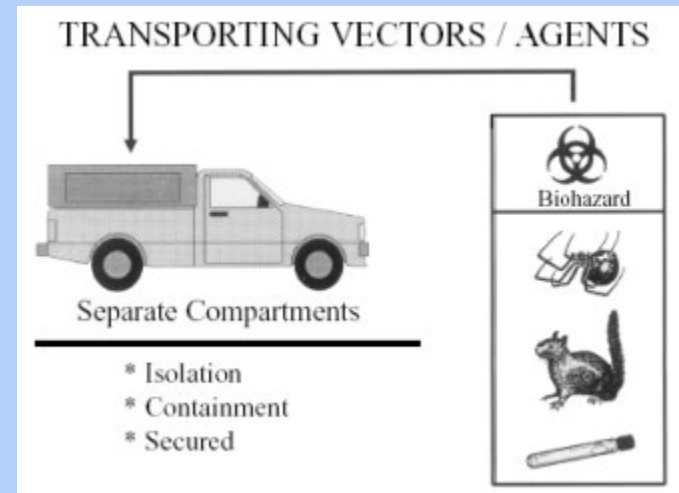 TRANSPORTING VECTORS / AGENTS
Biohazard
Separate Compartments
* Isolation
* Containment
* Secured